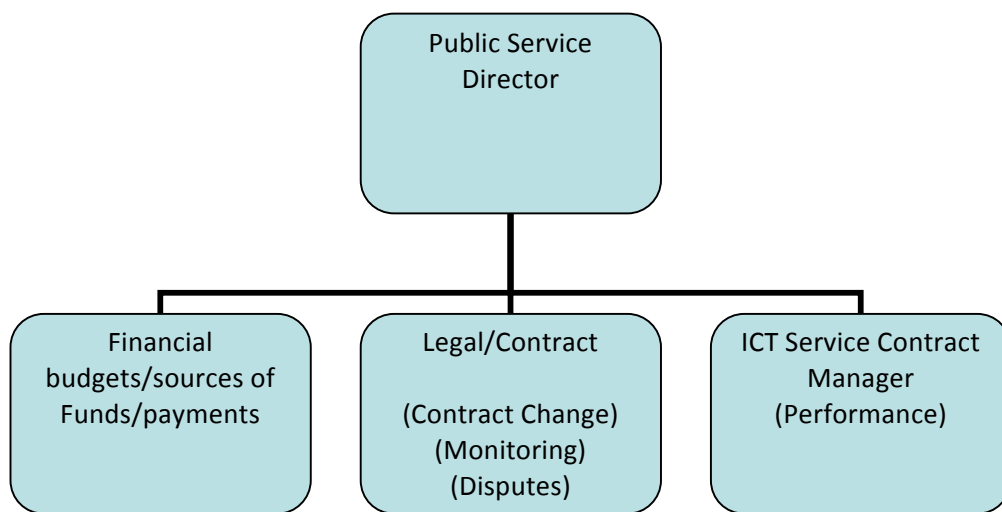 Public Service
Director
Financial
budgets/sources of
Funds/payments
Legal/Contract
(Contract Change)
(Monitoring)
(Disputes)
ICT Service Contract
Manager
(Performance)